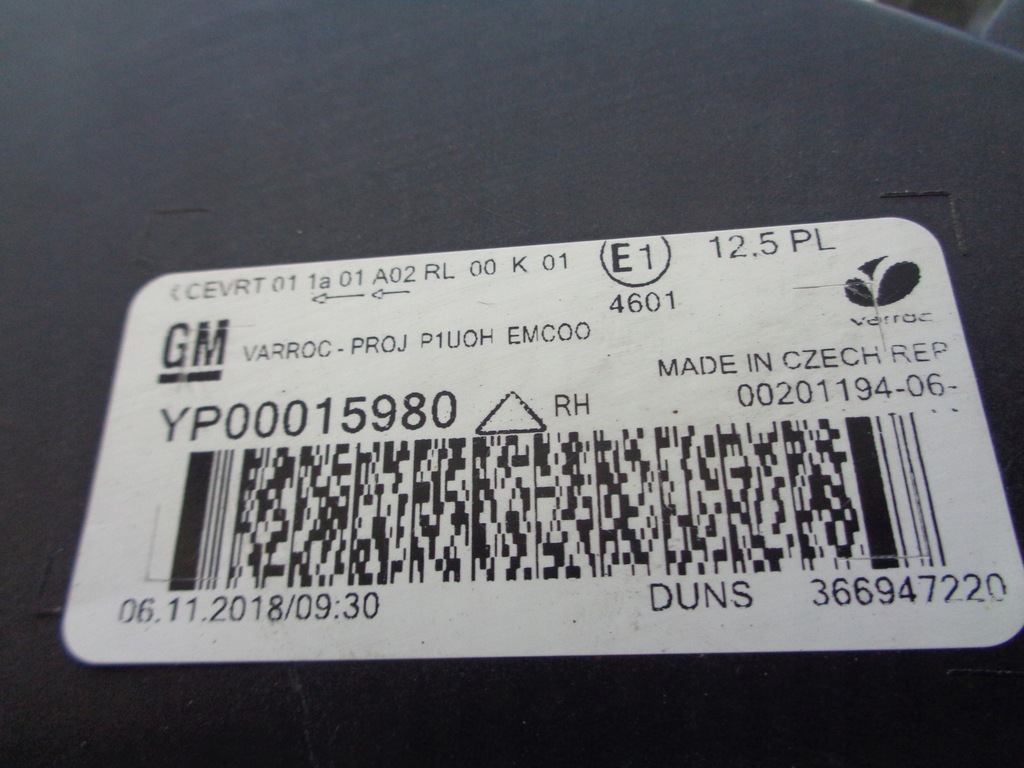 CEVRT 01 1a 01 A02 RL 00 K 01
E1
4601
12.5 PL
varroc
GM
VARROC - PROJ P1UOH EMCOO
MADE IN CZECH REP
00201194-06-
YP00015980
RH
06.11.2018/09:30
DUNS 366947220